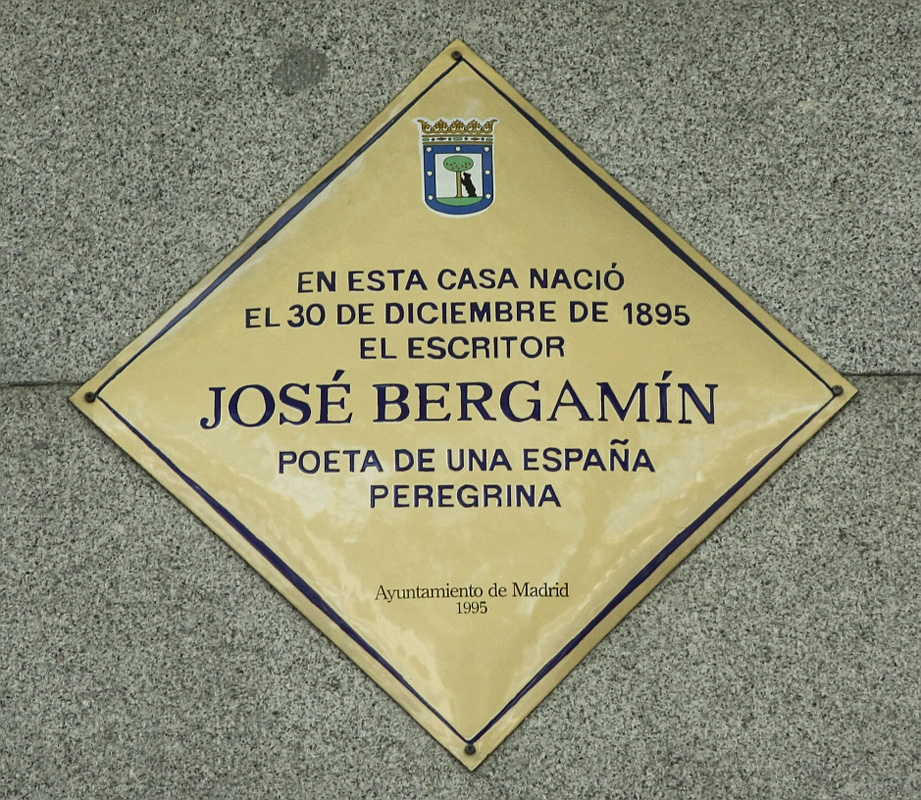 EN ESTA CASA NACIÓ
EL 30 DE DICIEMBRE DE 1895
EL ESCRITOR
JOSÉ BERGAMÍN
POETA DE UNA ESPAÑA
PEREGRINA
Ayuntamiento de Madrid
1995